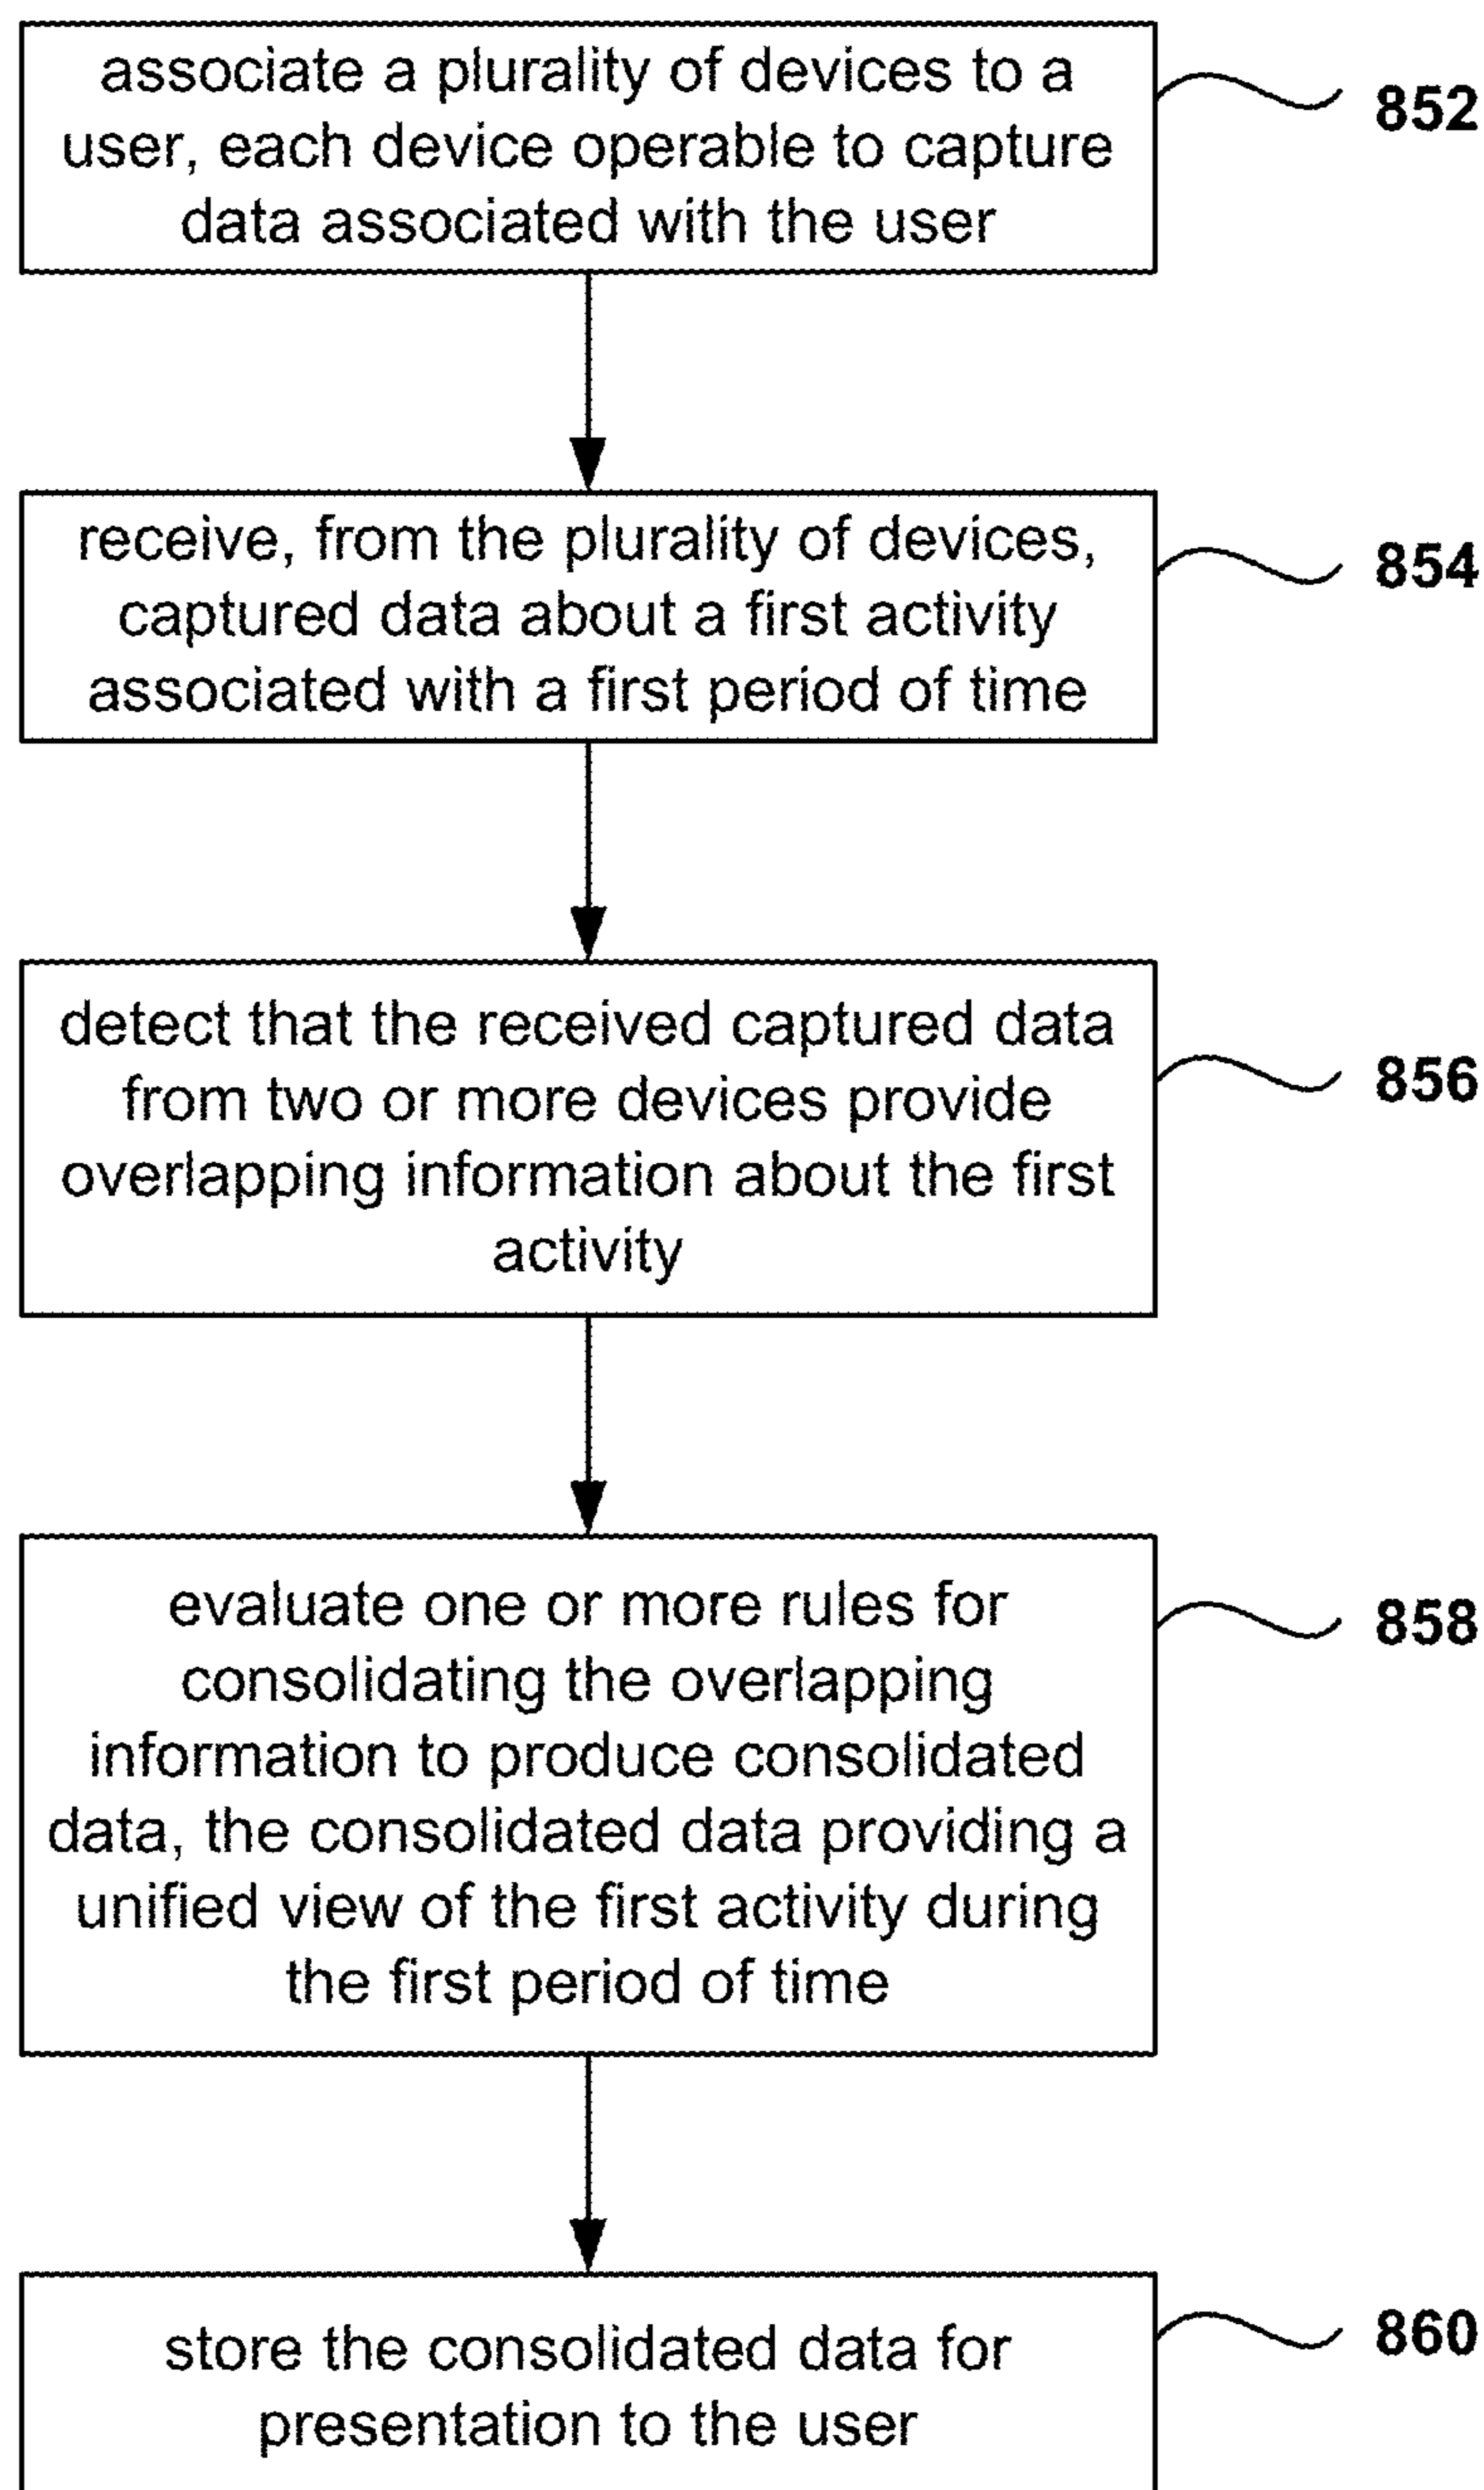 associate a plurality of devices to a
user, each device operable to capture
data associated with the user
852
receive, from the plurality of devices,
captured data about a first activity
associated with a first period of time
854
detect that the received captured data
from two or more devices provide
overlapping information about the first
activity
856
evaluate one or more rules for
consolidating the overlapping
information to produce consolidated
data, the consolidated data providing a
unified view of the first activity during
the first period of time
858
store the consolidated data for
presentation to the user
860